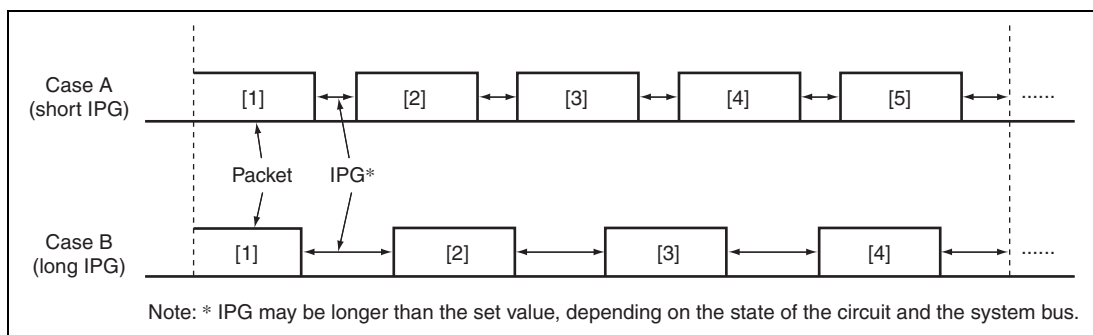 Case A
(short IPG)
[1] [2] [3] [4] [5] ······
Packet IPG*
Case B
(long IPG)
[1] [2] [3] [4] ······
Note: * IPG may be longer than the set value, depending on the state of the circuit and the system bus.